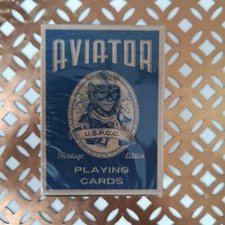 AVIATOR
U.S.P.C.C.
Heritage Edition
PLAYING
CARDS